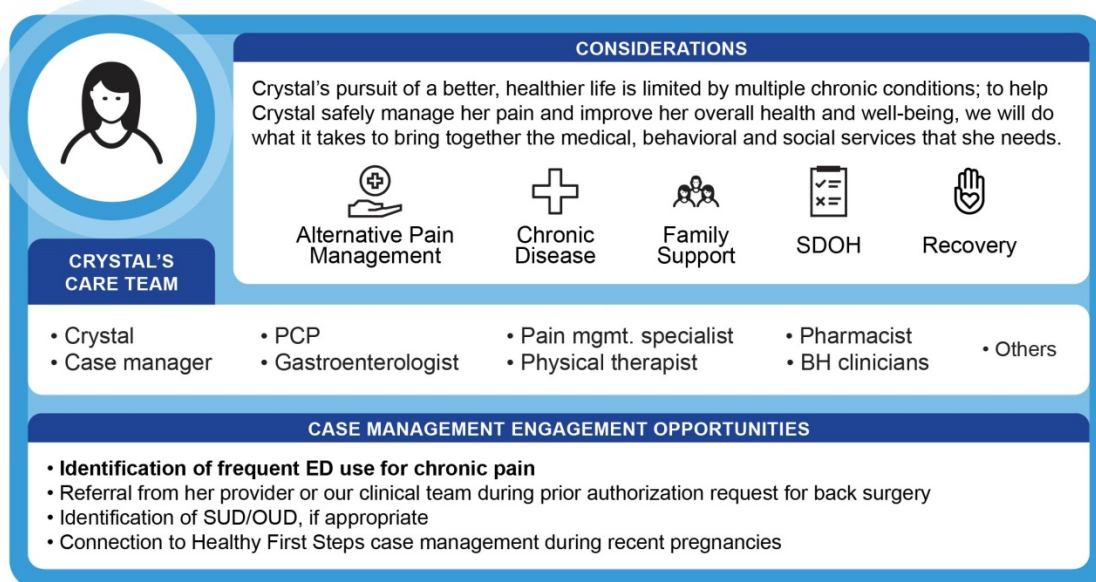 CONSIDERATIONS
Crystal’s pursuit of a better, healthier life is limited by multiple chronic conditions; to help
Crystal safely manage her pain and improve her overall health and well-being, we will do
what it takes to bring together the medical, behavioral and social services that she needs.
Alternative Pain
Management
Chronic
Disease
Family
Support
SDOH
Recovery
CRYSTAL’S
CARE TEAM
• Crystal
• Case manager
• PCP
• Gastroenterologist
• Pain mgmt. specialist
• Physical therapist
• Pharmacist
• BH clinicians
• Others
CASE MANAGEMENT ENGAGEMENT OPPORTUNITIES
• Identification of frequent ED use for chronic pain
• Referral from her provider or our clinical team during prior authorization request for back surgery
• Identification of SUD/OUD, if appropriate
• Connection to Healthy First Steps case management during recent pregnancies